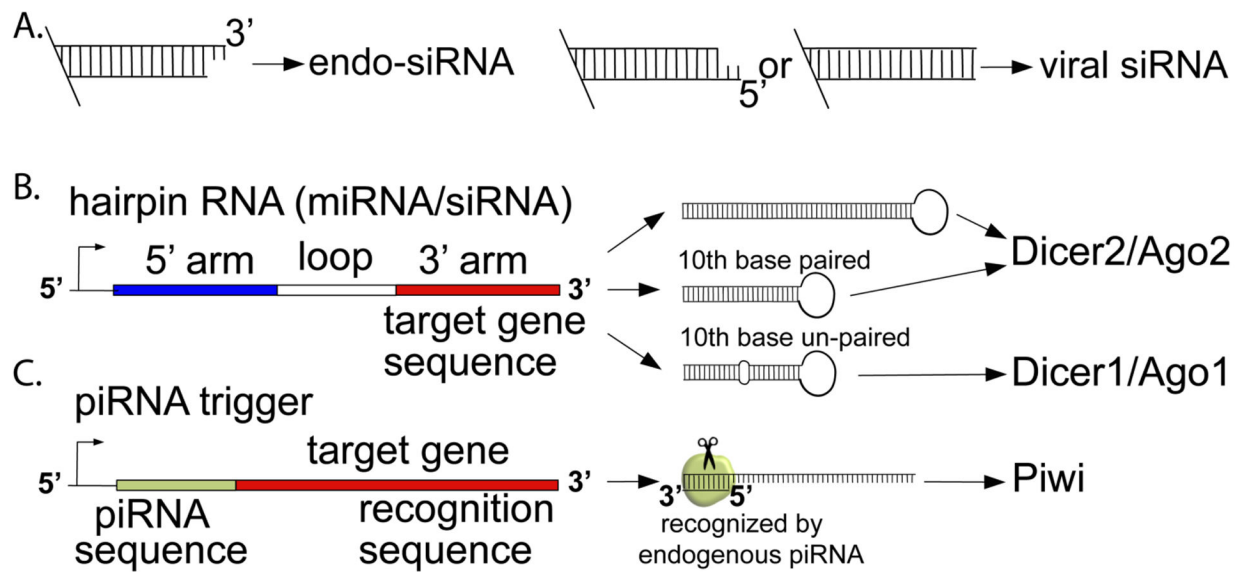 A.
3’
endo-siRNA
or
5’
viral siRNA
B.
hairpin RNA (miRNA/siRNA)
5’ arm
loop
3’ arm
5’
3’
target gene
sequence
10th base paired
10th base un-paired
Dicer2/Ago2
Dicer1/Ago1
C.
piRNA trigger
target gene
5’
3’
piRNA
sequence
recognition
sequence
3’
5’
recognized by
endogenous piRNA
Piwi